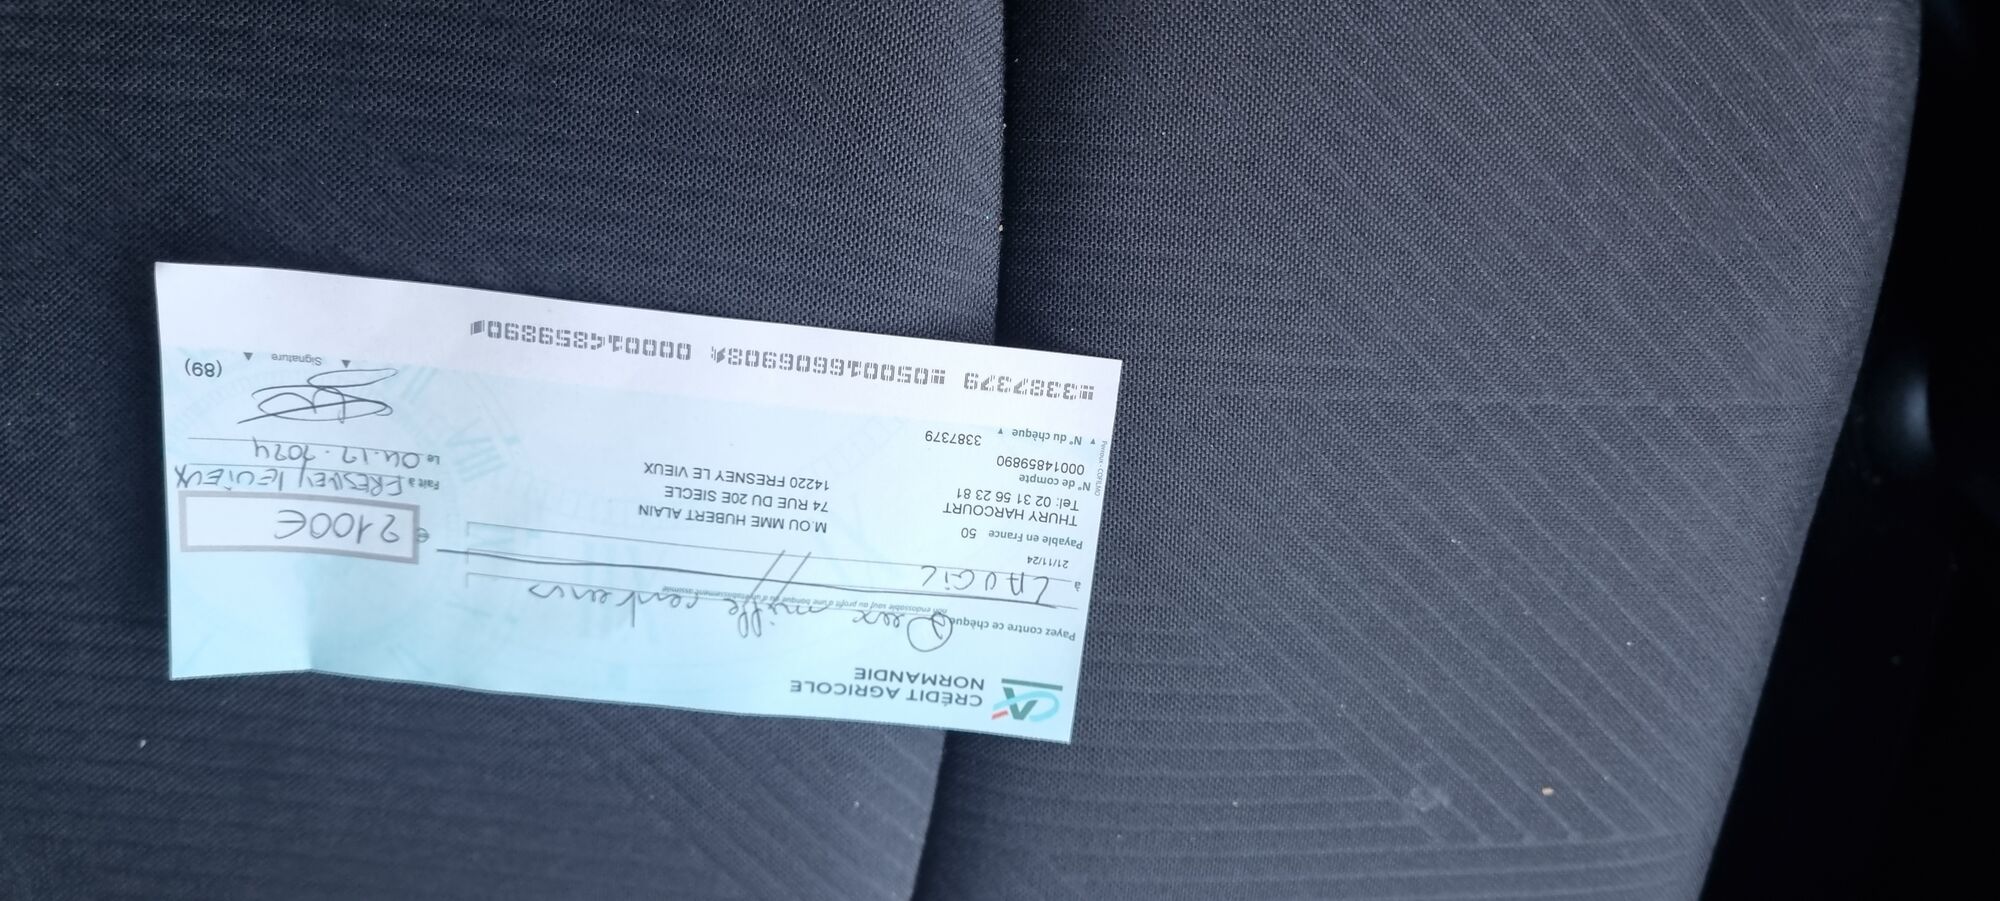 CRÉDIT AGRICOLE
NORMANDIE
Payez contre ce chèque Deux mille cent euros
non endossable sauf au profit d'une banque ou d'un établissement assimilé
à LAUGIL
21/11/24
€ 2100€
Payable en France 50
THURY HARCOURT
Tel: 02 31 56 23 81
N° de compte
00014859890
M.OU MME HUBERT ALAIN
74 RUE DU 20E SIECLE
14220 FRESNEY LE VIEUX
Fait à FRESNEY LE VIEUX
Le 04.12.2024
N° du chèque
3387379
Signature
(89)
3387379 050016606908 000014859890